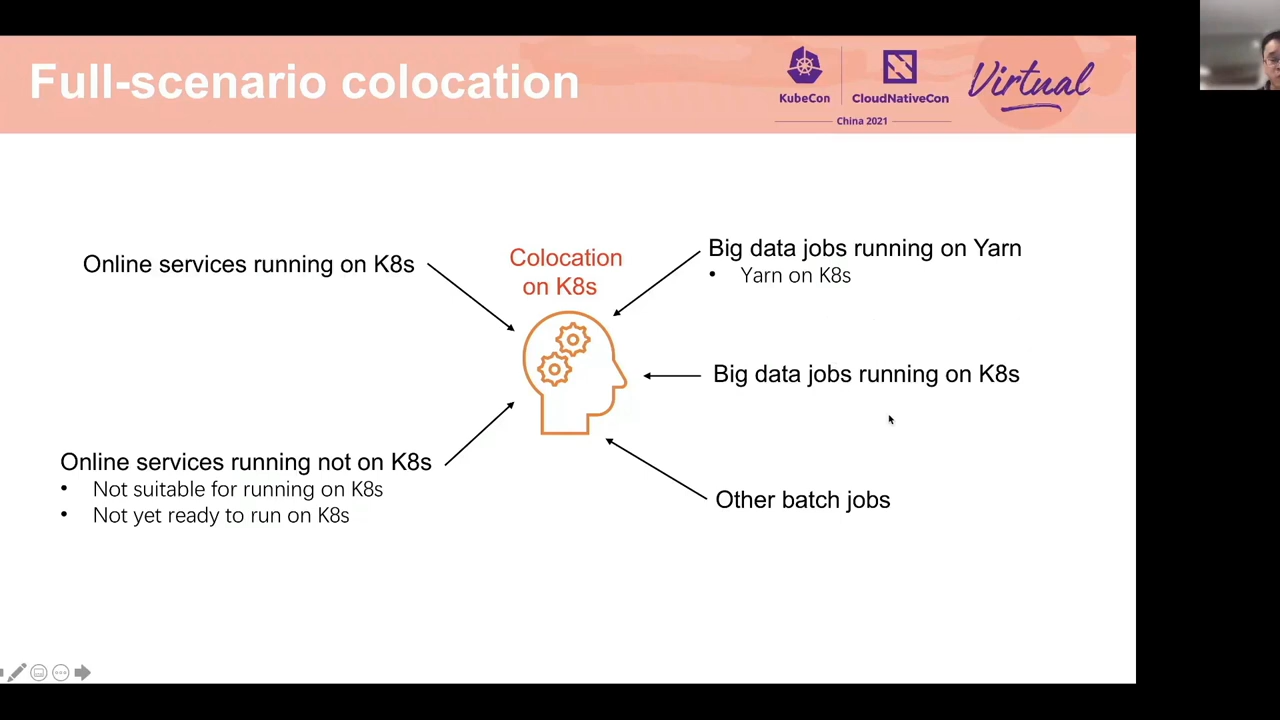 Full-scenario colocation
KubeCon
CloudNativeCon
China 2021
Virtual
Online services running on K8s
Colocation
on K8s
Big data jobs running on Yarn
• Yarn on K8s
Big data jobs running on K8s
Online services running not on K8s
• Not suitable for running on K8s
• Not yet ready to run on K8s
Other batch jobs